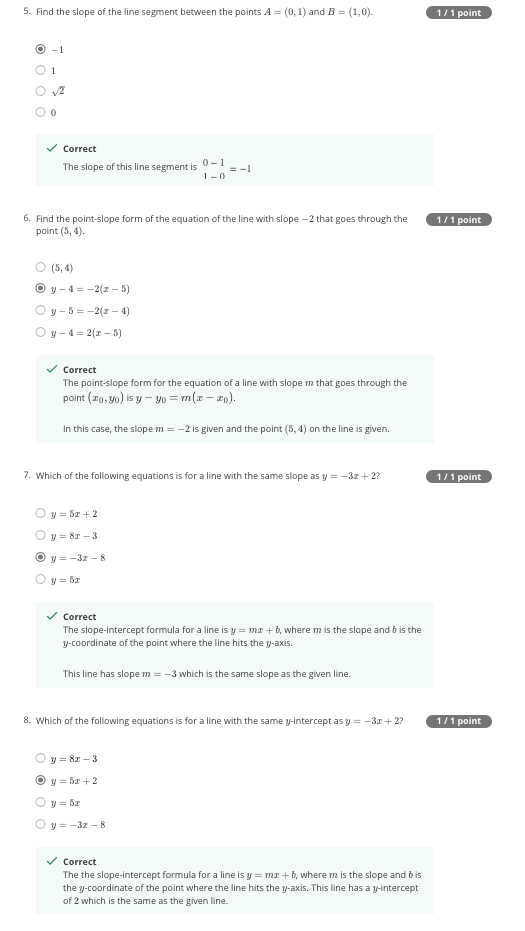 5. Find the slope of the line segment between the points A = (0, 1) and B = (1, 0).
1 / 1 point
−1
1
√2
0
Correct
The slope of this line segment is (0 − 1)/(1 − 0) = −1
6. Find the point-slope form of the equation of the line with slope −2 that goes through the
point (5, 4).
1 / 1 point
(5, 4)
y − 4 = −2(x − 5)
y − 5 = −2(x − 4)
y − 4 = 2(x − 5)
Correct
The point-slope form for the equation of a line with slope m that goes through the
point (x₀, y₀) is y − y₀ = m(x − x₀).
In this case, the slope m = −2 is given and the point (5, 4) on the line is given.
7. Which of the following equations is for a line with the same slope as y = −3x + 2?
1 / 1 point
y = 5x + 2
y = 8x − 3
y = −3x − 8
y = 5x
Correct
The slope-intercept formula for a line is y = mx + b, where m is the slope and b is the
y-coordinate of the point where the line hits the y-axis.
This line has slope m = −3 which is the same slope as the given line.
8. Which of the following equations is for a line with the same y-intercept as y = −3x + 2?
1 / 1 point
y = 8x − 3
y = 5x + 2
y = 5x
y = −3x − 8
Correct
The the slope-intercept formula for a line is y = mx + b, where m is the slope and b is
the y-coordinate of the point where the line hits the y-axis. This line has a y-intercept
of 2 which is the same as the given line.